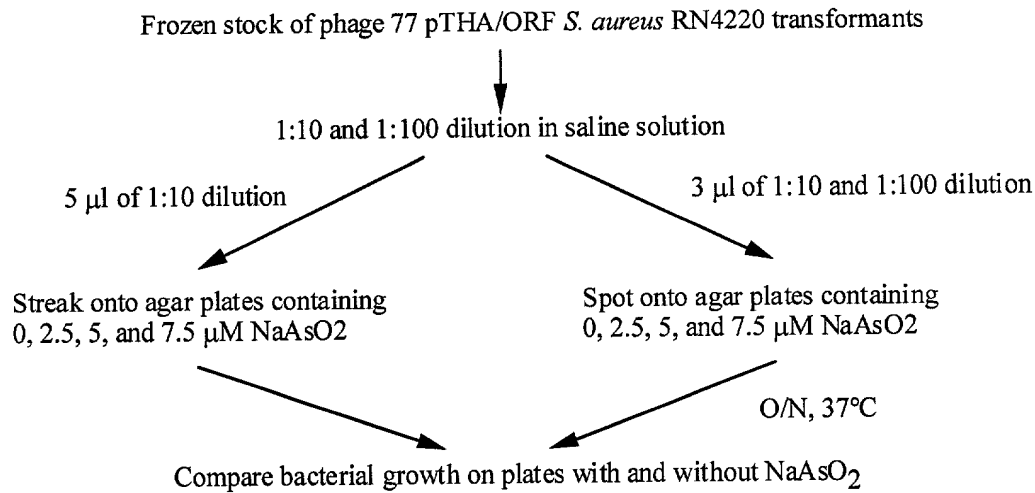 Frozen stock of phage 77 pTHA/ORF S. aureus RN4220 transformants
1:10 and 1:100 dilution in saline solution
5 µl of 1:10 dilution
3 µl of 1:10 and 1:100 dilution
Streak onto agar plates containing
0, 2.5, 5, and 7.5 µM NaAsO2
Spot onto agar plates containing
0, 2.5, 5, and 7.5 µM NaAsO2
O/N, 37°C
Compare bacterial growth on plates with and without NaAsO2